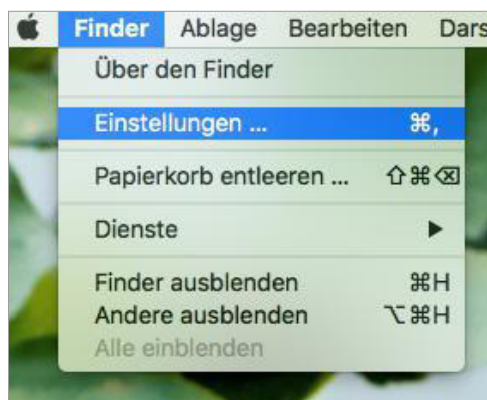 Finder Ablage Bearbeiten Dars
Über den Finder
Einstellungen ... ⌘,
Papierkorb entleeren ... ⇧⌘⌫
Dienste ▶
Finder ausblenden ⌘H
Andere ausblenden ⌥⌘H
Alle einblenden